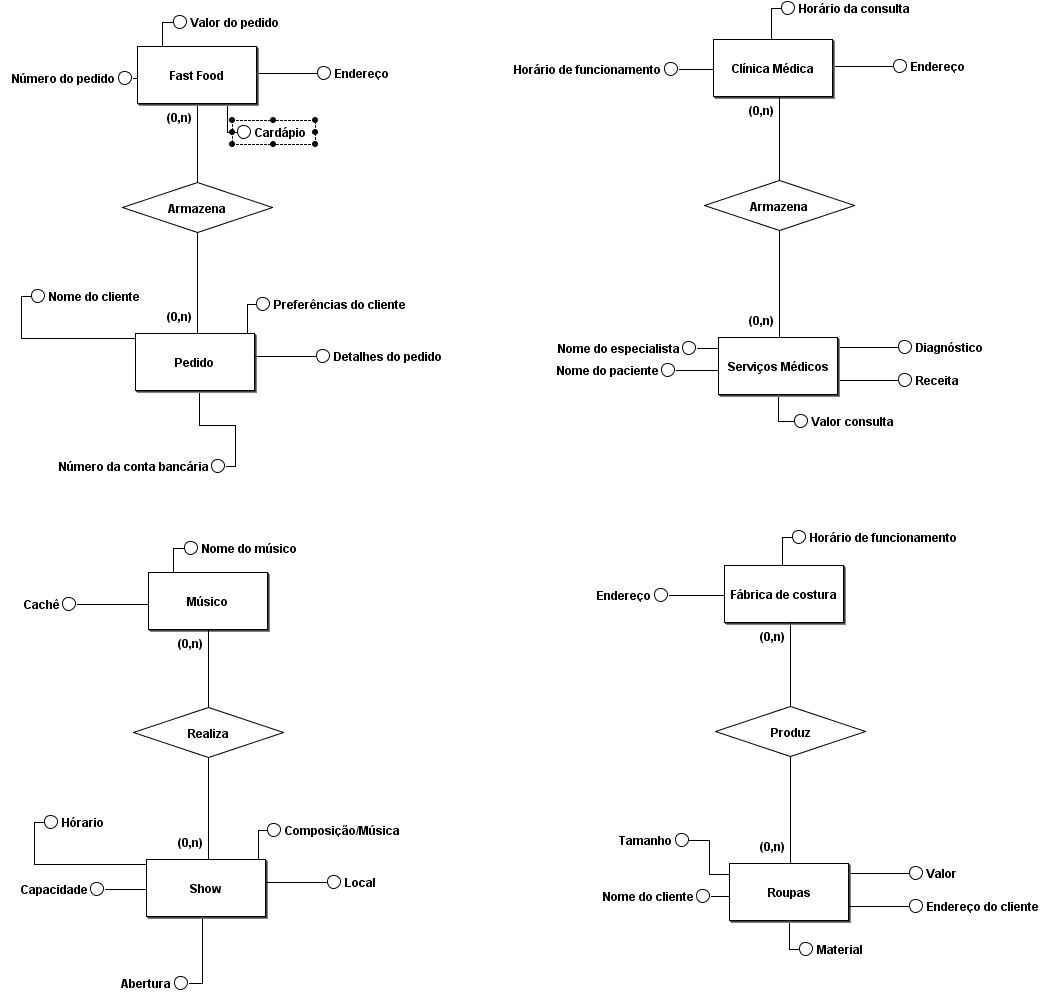 Valor do pedido
Número do pedido
Fast Food
Endereço
(0,n)
Cardápio
Armazena
Nome do cliente
Preferências do cliente
(0,n)
Pedido
Detalhes do pedido
Número da conta bancária
Horário da consulta
Horário de funcionamento
Clínica Médica
Endereço
(0,n)
Armazena
(0,n)
Nome do especialista
Diagnóstico
Nome do paciente
Serviços Médicos
Receita
Valor consulta
Nome do músico
Cachê
Músico
(0,n)
Realiza
Hórario
Composição/Música
(0,n)
Capacidade
Show
Local
Abertura
Horário de funcionamento
Endereço
Fábrica de costura
(0,n)
Produz
Tamanho
(0,n)
Valor
Nome do cliente
Roupas
Endereço do cliente
Material